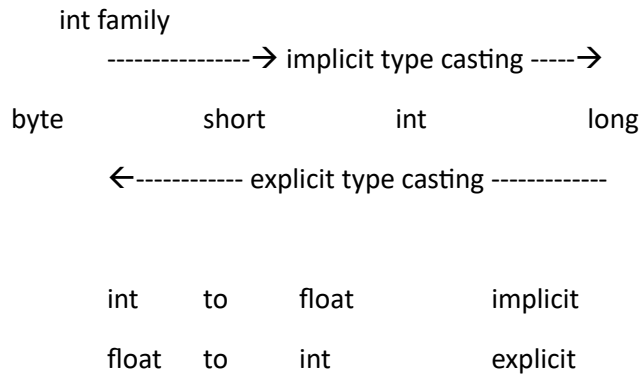 int family
----------------→ implicit type casting -----→
byte short int long
←------------ explicit type casting -------------
int to float implicit
float to int explicit